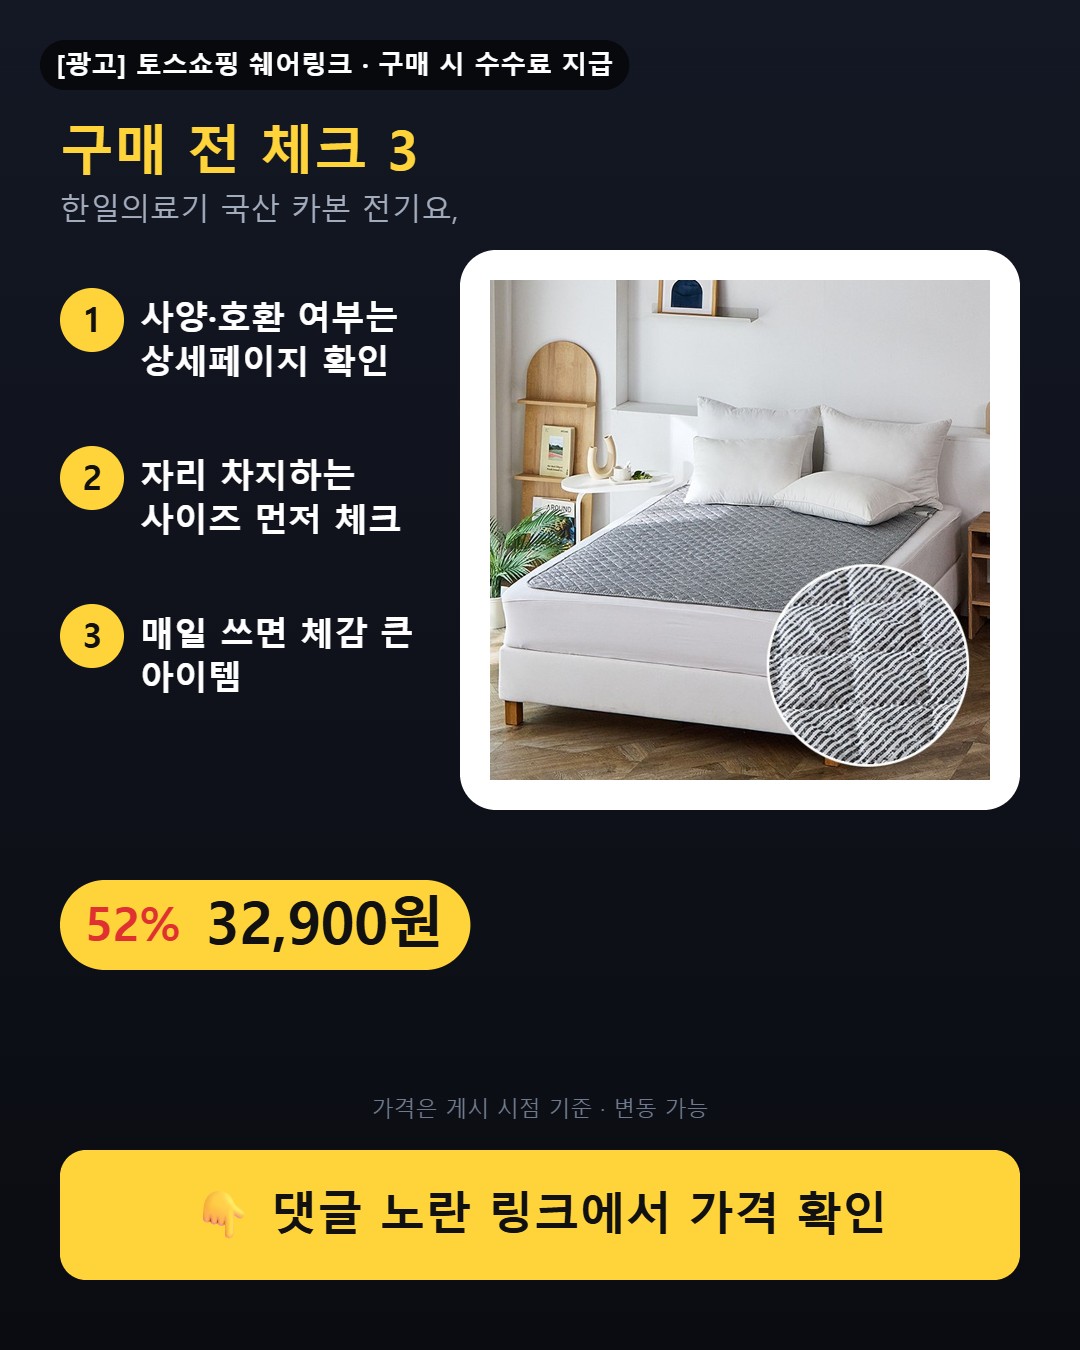 [광고] 토스쇼핑 쉐어링크 · 구매 시 수수료 지급
구매 전 체크 3
한일의료기 국산 카본 전기요,
1 사양·호환 여부는
상세페이지 확인
2 자리 차지하는
사이즈 먼저 체크
3 매일 쓰면 체감 큰
아이템
AROUND
52% 32,900원
가격은 게시 시점 기준 · 변동 가능
👇 댓글 노란 링크에서 가격 확인